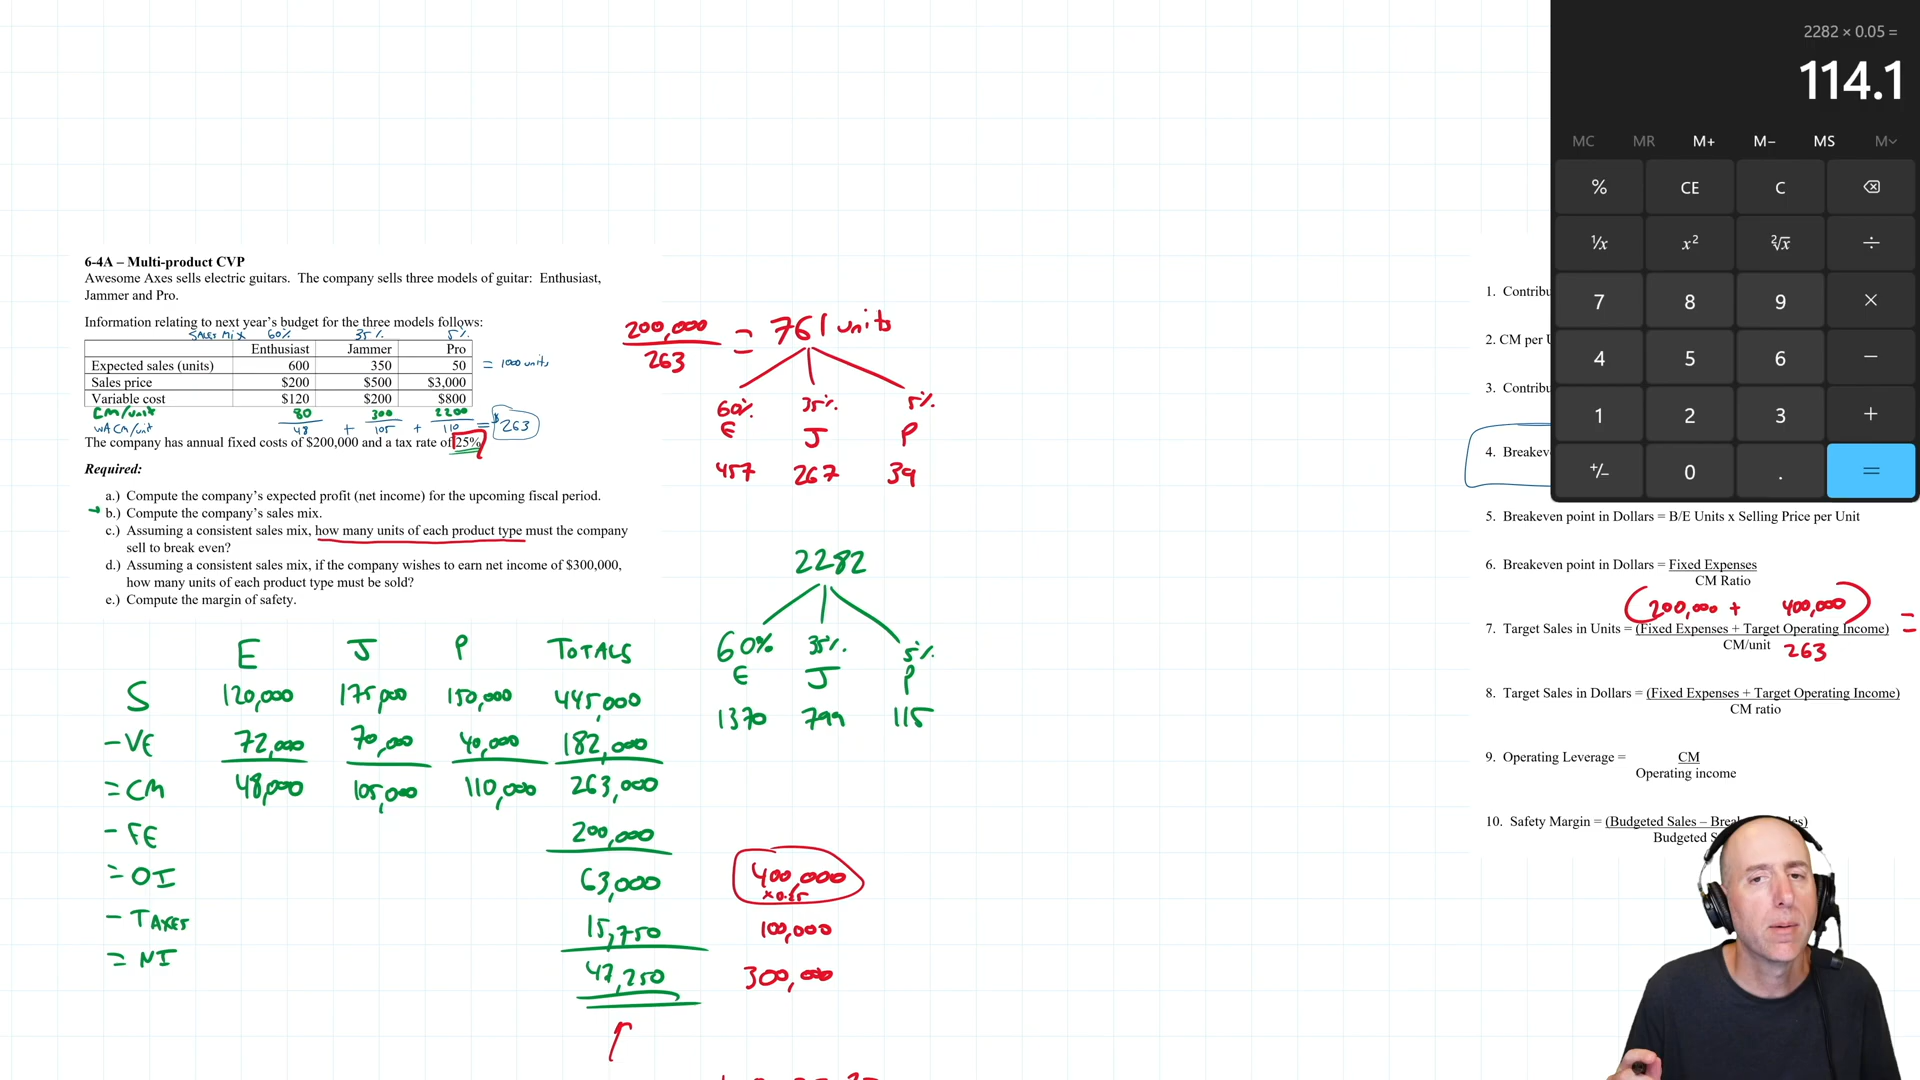 6-4A – Multi-product CVP
Awesome Axes sells electric guitars. The company sells three models of guitar: Enthusiast,
Jammer and Pro.
Information relating to next year's budget for the three models follows:
SALES MIX 60% 35% 5%
Enthusiast Jammer Pro
Expected sales (units) 600 350 50 = 1000 units
Sales price $200 $500 $3,000
Variable cost $120 $200 $800
CM/unit 80 300 2200
WA CM/unit 48 + 105 + 110 = $263
The company has annual fixed costs of $200,000 and a tax rate of 25%
Required:
a.) Compute the company's expected profit (net income) for the upcoming fiscal period.
b.) Compute the company's sales mix.
c.) Assuming a consistent sales mix, how many units of each product type must the company
sell to break even?
d.) Assuming a consistent sales mix, if the company wishes to earn net income of $300,000,
how many units of each product type must be sold?
e.) Compute the margin of safety.
E J P TOTALS
S 120,000 175,000 150,000 445,000
- VE 72,000 70,000 40,000 182,000
= CM 48,000 105,000 110,000 263,000
- FE 200,000
= OI 63,000
- TAXES 15,750
= NI 47,250
200,000
263
= 761 units
60% 35% 5%
E J P
457 267 39
2282
60% 35% 5%
E J P
1370 799 115
400,000
x 0.25
100,000
300,000
2282 × 0.05 =
114.1
MC MR M+ M− MS M˅
% CE C
¹/x x² ²√x ÷
7 8 9 ×
4 5 6 −
1 2 3 +
+/− 0 . =
1. Contribu
2. CM per U
3. Contribu
4. Breakev
5. Breakeven point in Dollars = B/E Units x Selling Price per Unit
6. Breakeven point in Dollars = Fixed Expenses
CM Ratio
(200,000 + 400,000)
7. Target Sales in Units = (Fixed Expenses + Target Operating Income) =
CM/unit 263
8. Target Sales in Dollars = (Fixed Expenses + Target Operating Income)
CM ratio
9. Operating Leverage = CM
Operating income
10. Safety Margin = (Budgeted Sales – Brea les)
Budgeted S